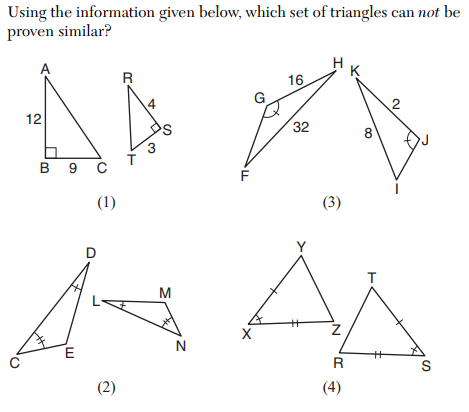 Using the information given below, which set of triangles can not be
proven similar?
A
R
12
4
S
3
B 9 C
T
(1)
H
K
16
G
2
32
8
J
F
I
(3)
D
L
M
E
C
N
(2)
Y
T
X
Z
R
S
(4)